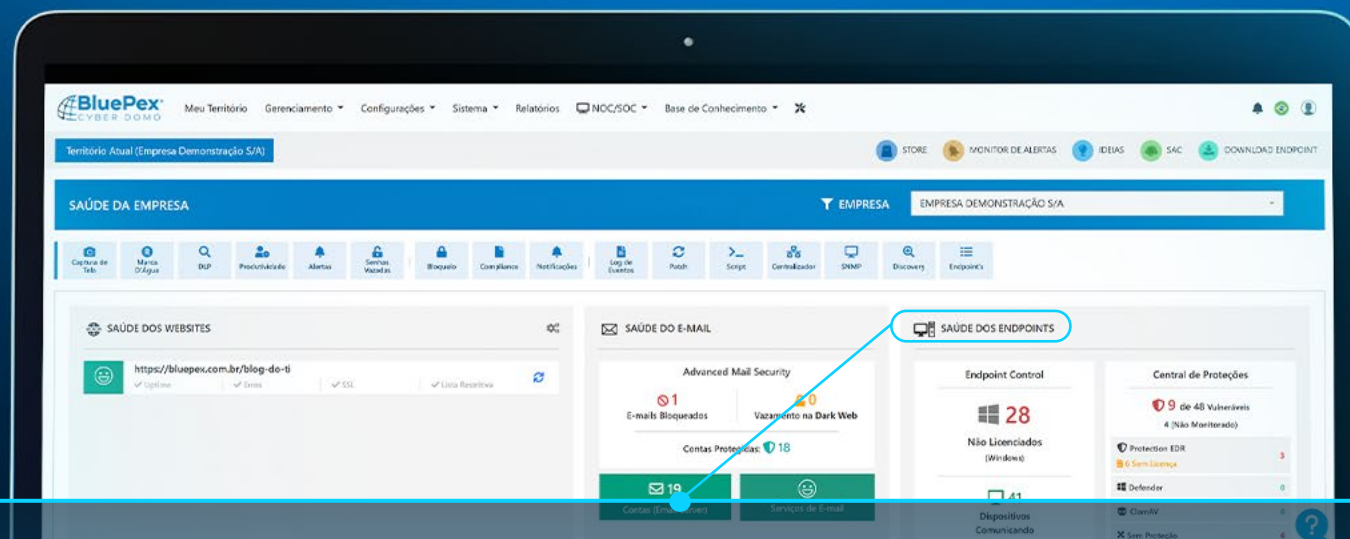 BluePex
CYBER DOMO
Meu Território Gerenciamento Configurações Sistema Relatórios NOC/SOC Base de Conhecimento
Território Atual (Empresa Demonstração S/A)
STORE MONITOR DE ALERTAS IDEIAS SAC DOWNLOAD ENDPOINT
SAÚDE DA EMPRESA
EMPRESA EMPRESA DEMONSTRAÇÃO S/A
Captura de Tela
Marca D'Água
DLP
Produtividade
Alertas
Senhas Vazadas
Bloqueio
Compliance
Notificações
Log de Eventos
Patch
Script
Centralizador
SNMP
Discovery
Endpoint's
SAÚDE DOS WEBSITES
https://bluepex.com.br/blog-do-ti
Uptime Erros SSL Lista Restritiva
SAÚDE DO E-MAIL
Advanced Mail Security
1
E-mails Bloqueados
0
Vazamento na Dark Web
Contas Protegidas: 18
19
Contas (Email Server)
Serviços de E-mail
SAÚDE DOS ENDPOINTS
Endpoint Control
28
Não Licenciados
(Windows)
41
Dispositivos
Comunicando
Central de Proteções
9 de 48 Vulneráveis
4 (Não Monitorado)
Protection EDR 3
6 Sem Licença
Defender 0
ClamAV 0
Sem Proteção 6
?